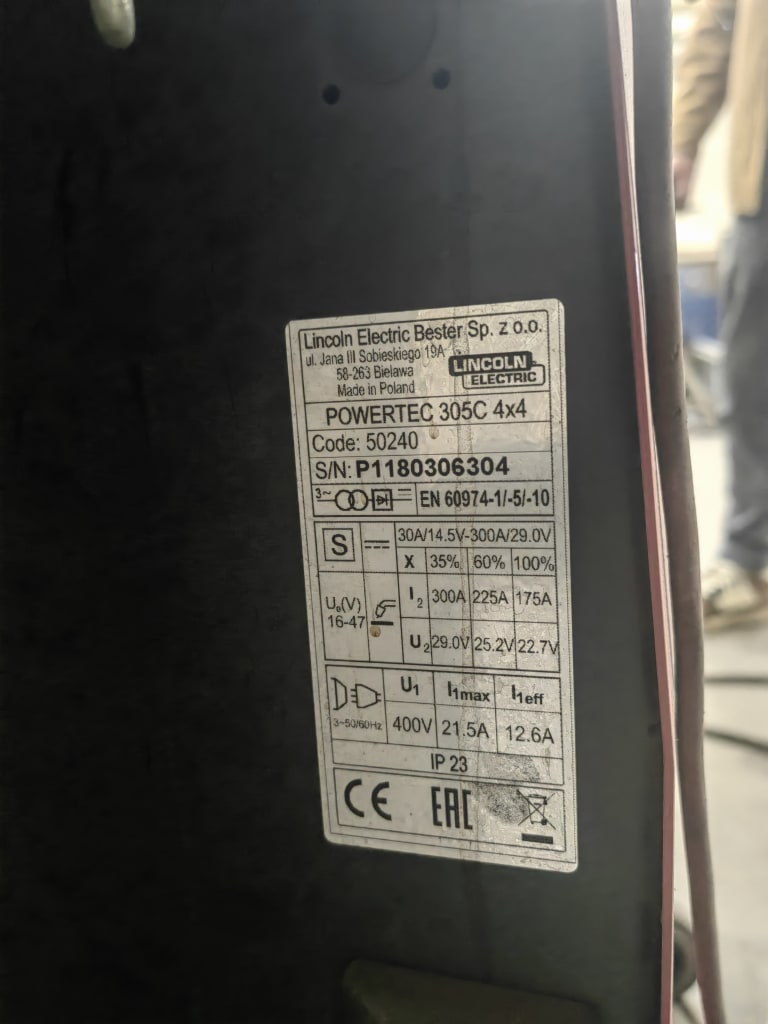 Lincoln Electric Bester Sp. z o.o.
ul. Jana III Sobieskiego 19A
58-263 Bielawa
Made in Poland
LINCOLN
ELECTRIC
POWERTEC 305C 4x4
Code: 50240
S/N: P1180306304
3~ EN 60974-1/-5/-10
S 30A/14.5V-300A/29.0V
X 35% 60% 100%
U₀(V)
16-47
I₂ 300A 225A 175A
U₂ 29.0V 25.2V 22.7V
U₁ I₁max I₁eff
3~50/60Hz 400V 21.5A 12.6A
IP 23
CE EAC